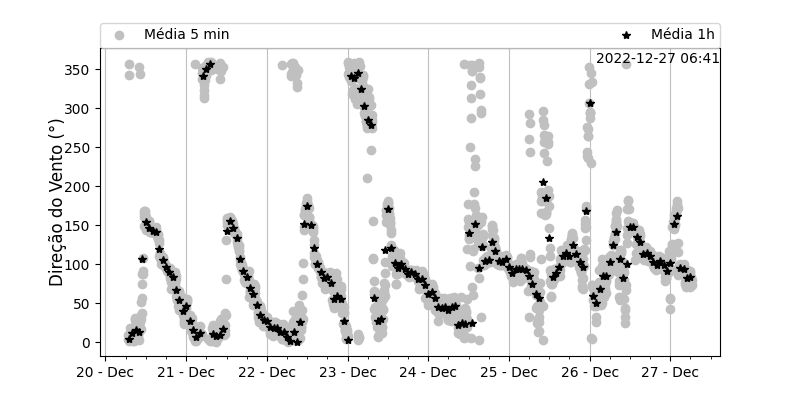 Média 5 min
Média 1h
2022-12-27 06:41
Direção do Vento (°)
350
300
250
200
150
100
50
0
20 - Dec
21 - Dec
22 - Dec
23 - Dec
24 - Dec
25 - Dec
26 - Dec
27 - Dec